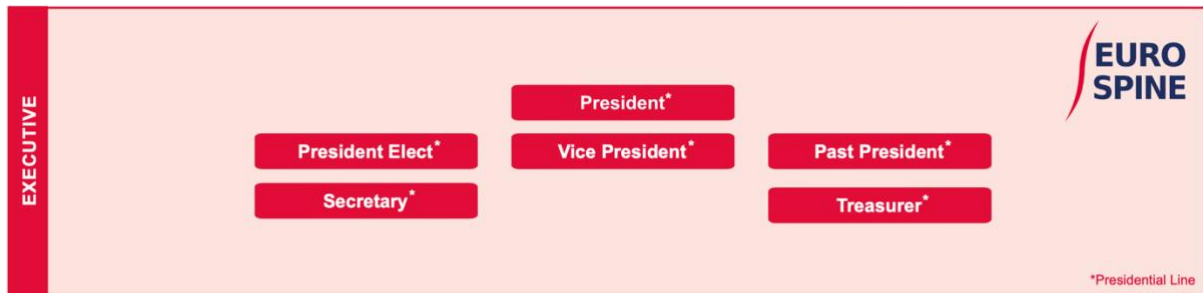 EXECUTIVE
EURO
SPINE
President*
President Elect*
Vice President*
Past President*
Secretary*
Treasurer*
*Presidential Line